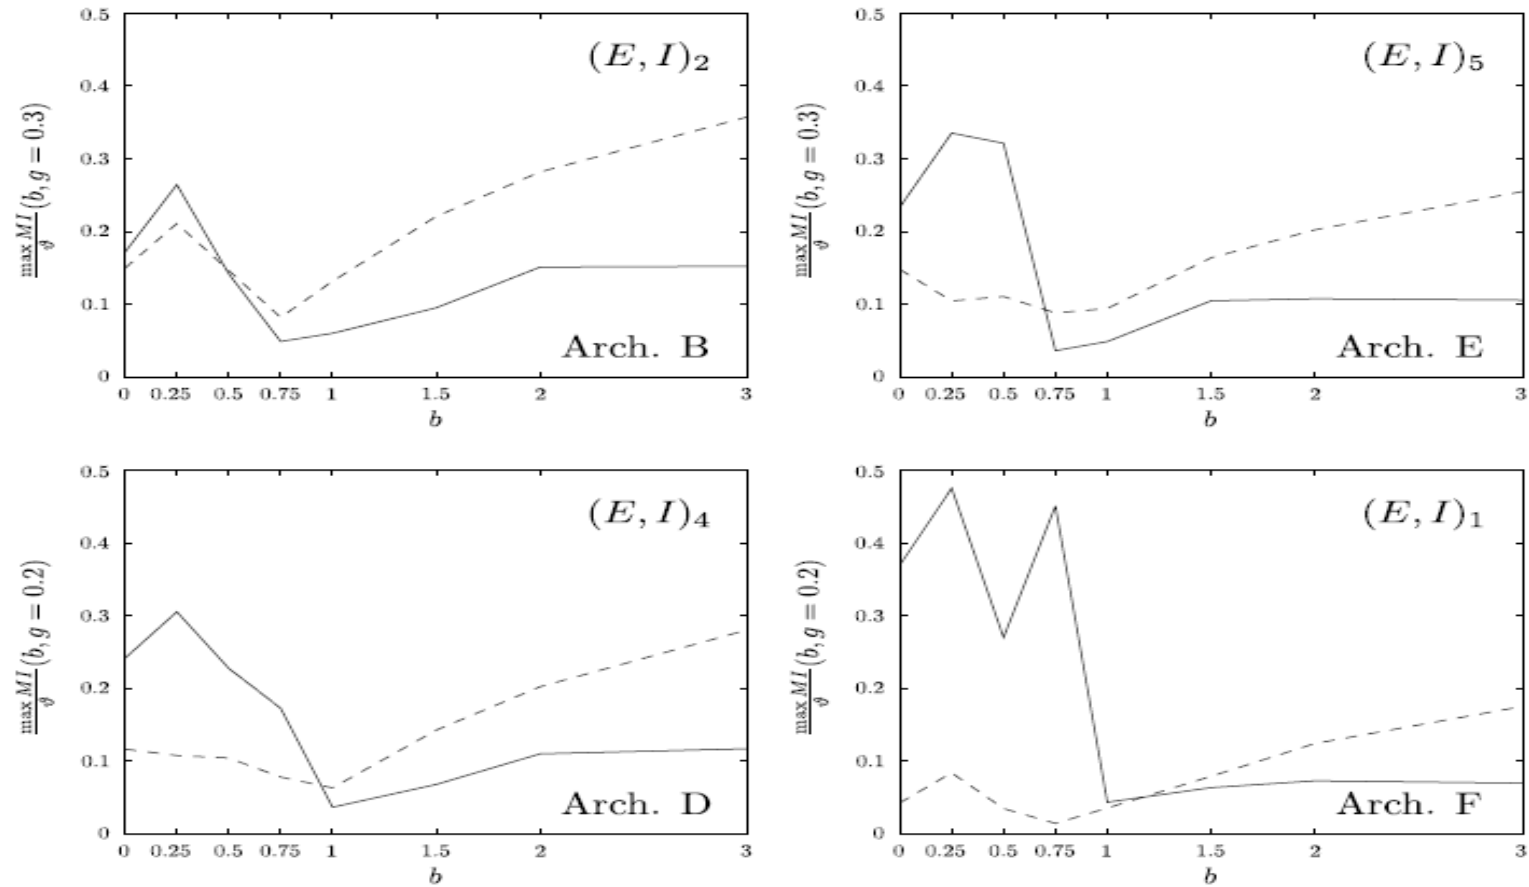 0.5
(E, I)₂
0.4
0.3
0.2
0.1
0
max MI/ϑ (b, g = 0.3)
Arch. B
0 0.25 0.5 0.75 1 1.5 2 3
b
0.5
(E, I)₅
0.4
0.3
0.2
0.1
0
max MI/ϑ (b, g = 0.3)
Arch. E
0 0.25 0.5 0.75 1 1.5 2 3
b
0.5
(E, I)₄
0.4
0.3
0.2
0.1
0
max MI/ϑ (b, g = 0.2)
Arch. D
0 0.25 0.5 0.75 1 1.5 2 3
b
0.5
(E, I)₁
0.4
0.3
0.2
0.1
0
max MI/ϑ (b, g = 0.2)
Arch. F
0 0.25 0.5 0.75 1 1.5 2 3
b